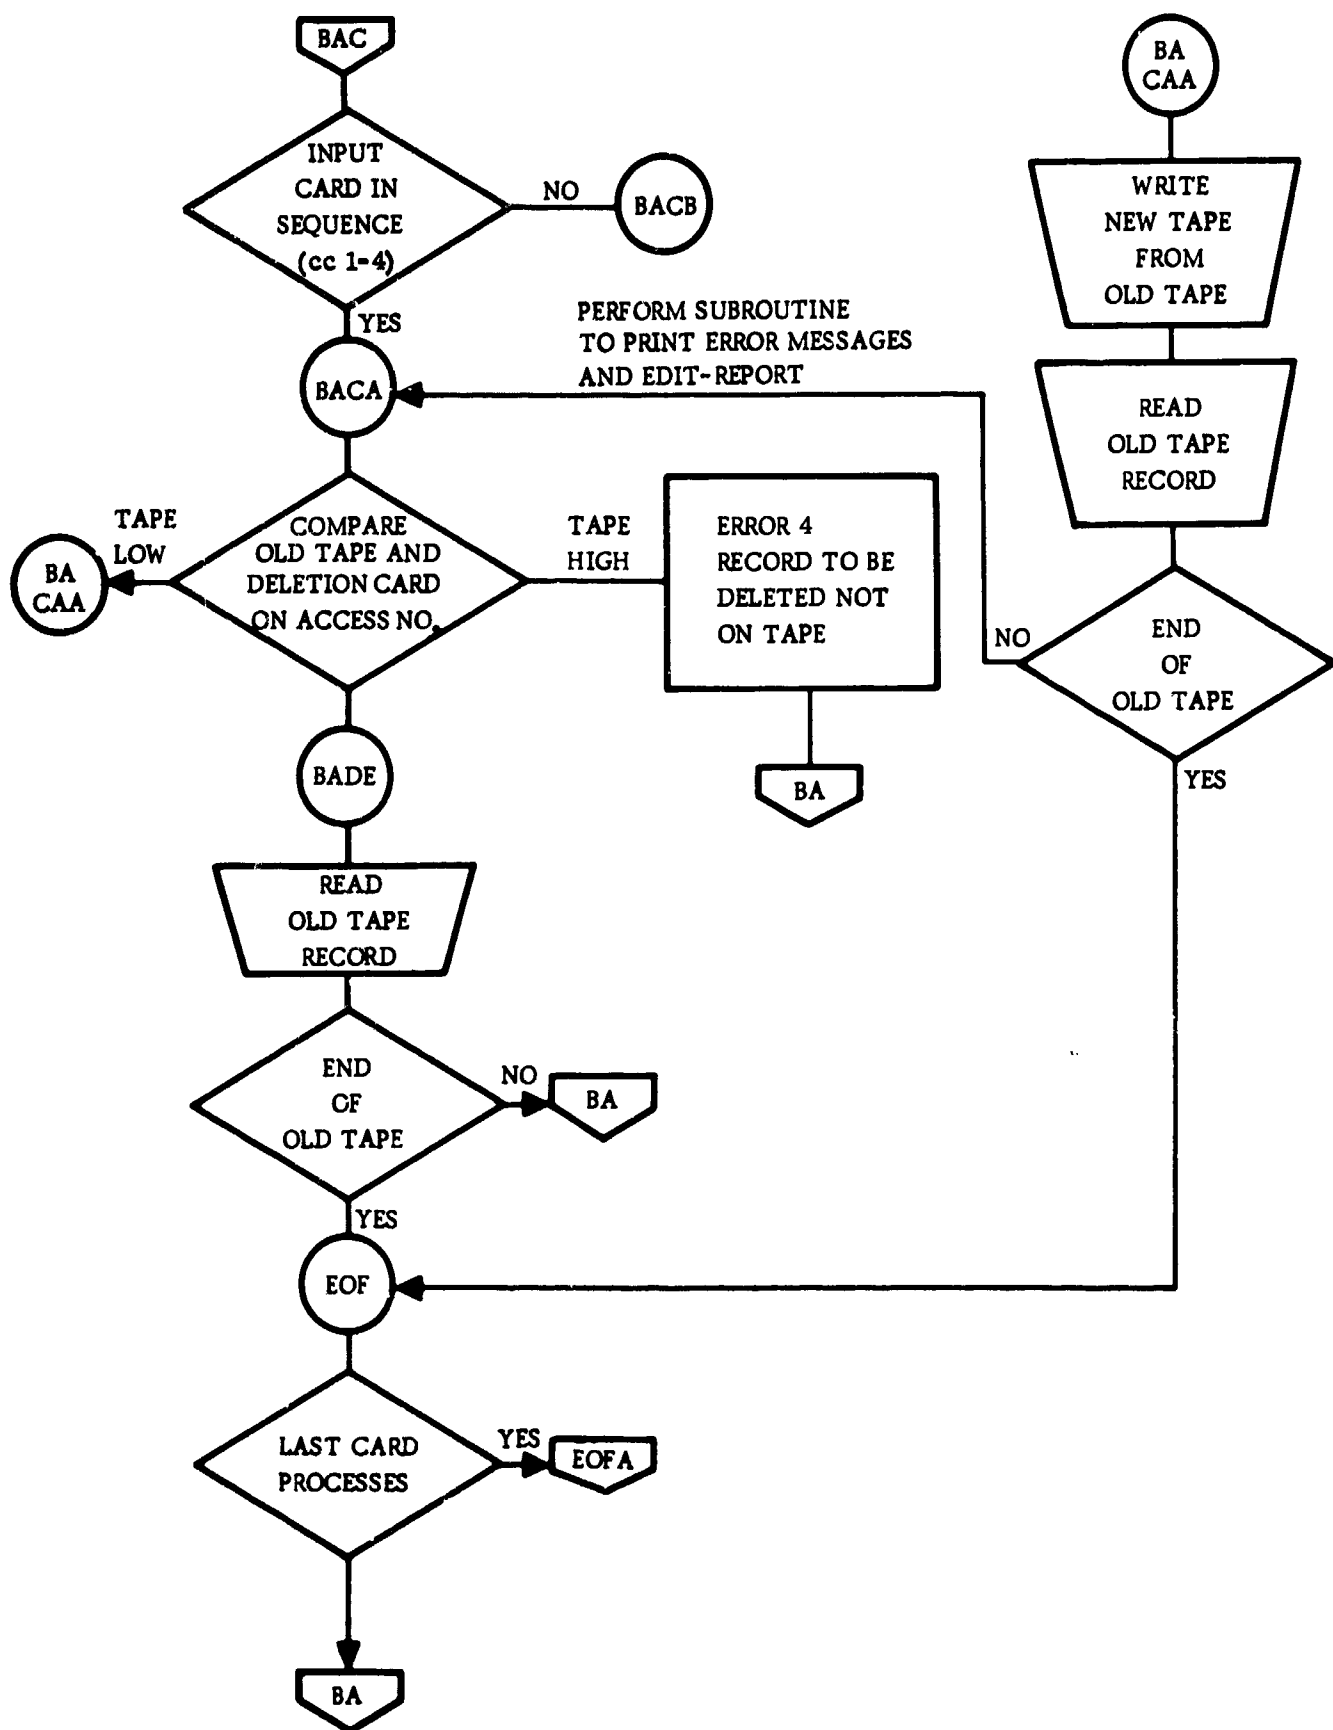 BAC
INPUT
CARD IN
SEQUENCE
(cc 1-4)
NO
BACB
YES
BACA
PERFORM SUBROUTINE
TO PRINT ERROR MESSAGES
AND EDIT-REPORT
COMPARE
OLD TAPE AND
DELETION CARD
ON ACCESS NO.
TAPE
LOW
BA
CAA
TAPE
HIGH
ERROR 4
RECORD TO BE
DELETED NOT
ON TAPE
BA
BADE
READ
OLD TAPE
RECORD
END
OF
OLD TAPE
NO
BA
YES
EOF
LAST CARD
PROCESSES
YES
EOFA
BA
BA
CAA
WRITE
NEW TAPE
FROM
OLD TAPE
READ
OLD TAPE
RECORD
END
OF
OLD TAPE
NO
YES